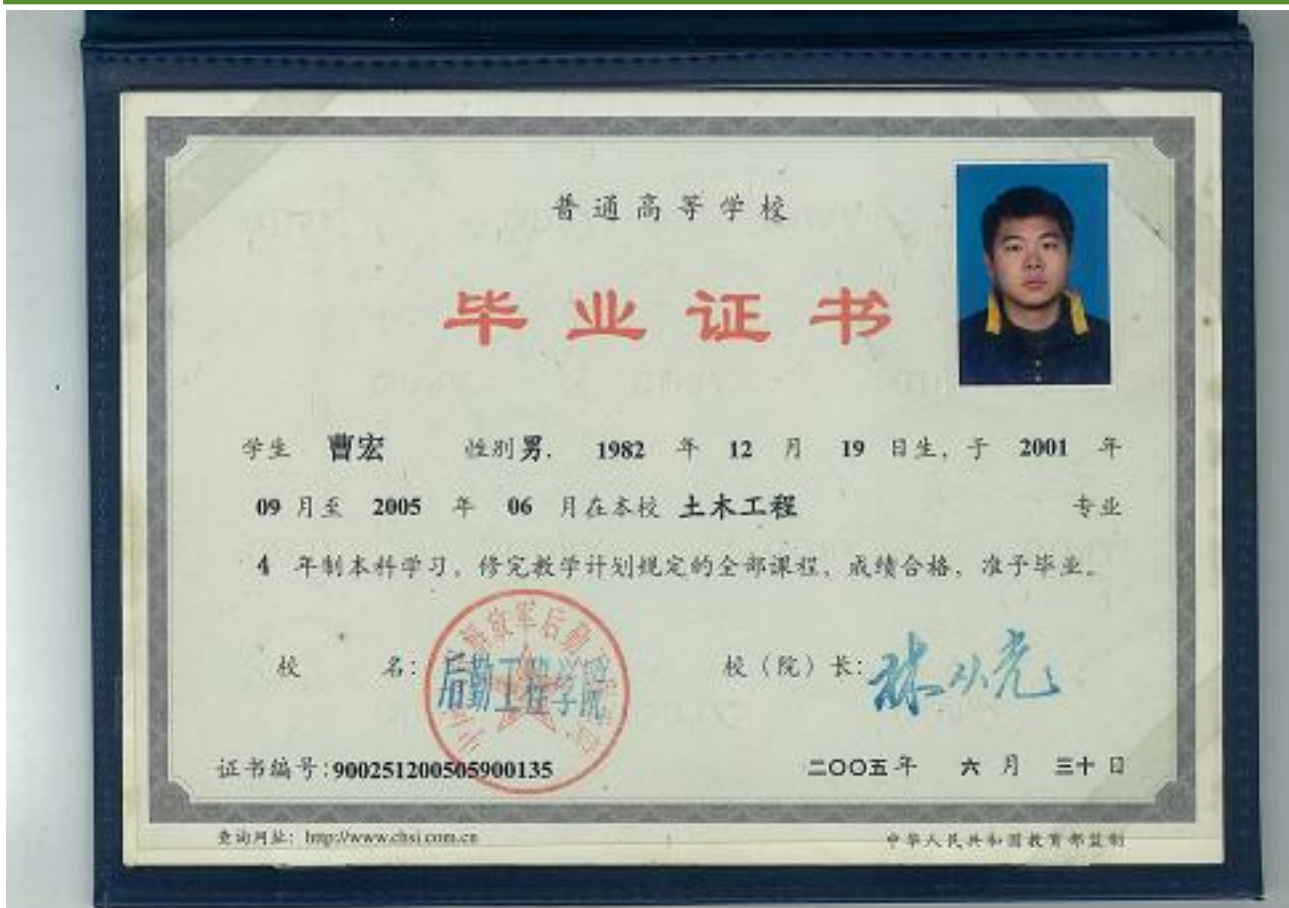 普通高等学校
毕业证书
学生 曹宏 性别 男, 1982 年 12 月 19 日生, 于 2001 年
09 月至 2005 年 06 月在本校 土木工程 专业
4 年制本科学习, 修完教学计划规定的全部课程, 成绩合格, 准予毕业。
校 名: 后勤工程学院 校（院）长:
证书编号:900251200505900135 二〇〇五年 六 月 三十 日
查询网址: http://www.chsi.com.cn 中华人民共和国教育部监制